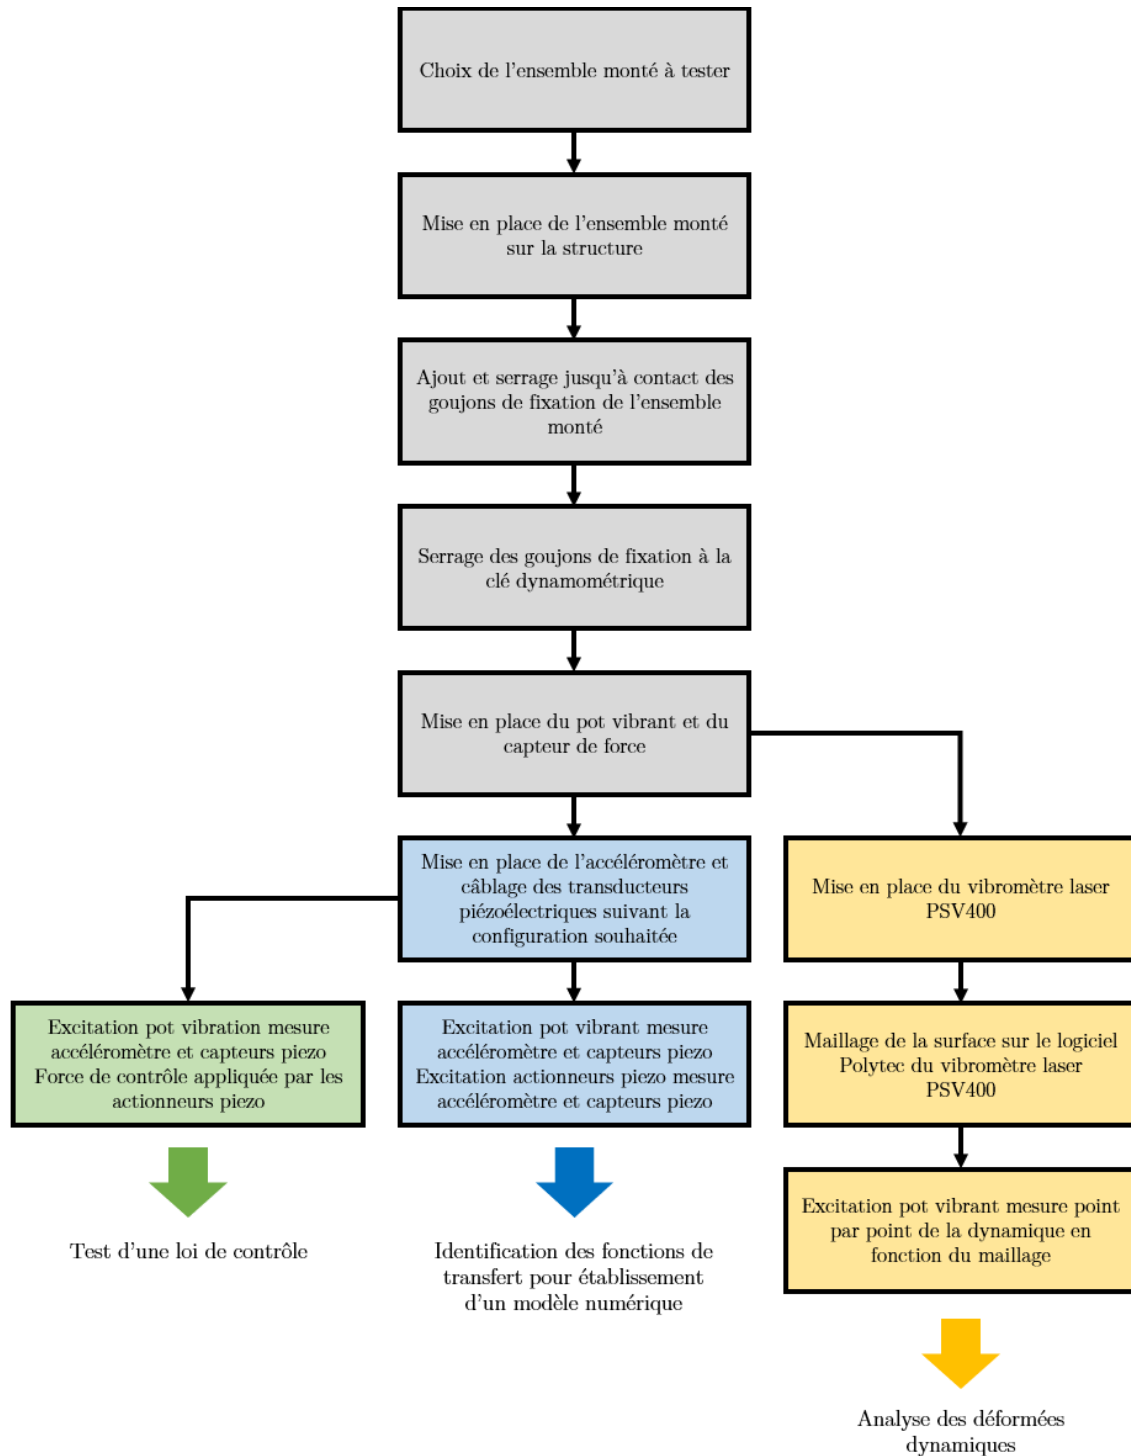 Choix de l'ensemble monté à tester
Mise en place de l'ensemble monté
sur la structure
Ajout et serrage jusqu'à contact des
goujons de fixation de l'ensemble
monté
Serrage des goujons de fixation à la
clé dynamométrique
Mise en place du pot vibrant et du
capteur de force
Mise en place de l'accéléromètre et
câblage des transducteurs
piézoélectriques suivant la
configuration souhaitée
Mise en place du vibromètre laser
PSV400
Excitation pot vibration mesure
accéléromètre et capteurs piezo
Force de contrôle appliquée par les
actionneurs piezo
Excitation pot vibrant mesure
accéléromètre et capteurs piezo
Excitation actionneurs piezo mesure
accéléromètre et capteurs piezo
Maillage de la surface sur le logiciel
Polytec du vibromètre laser
PSV400
Excitation pot vibrant mesure point
par point de la dynamique en
fonction du maillage
Test d'une loi de contrôle
Identification des fonctions de
transfert pour établissement
d'un modèle numérique
Analyse des déformées
dynamiques